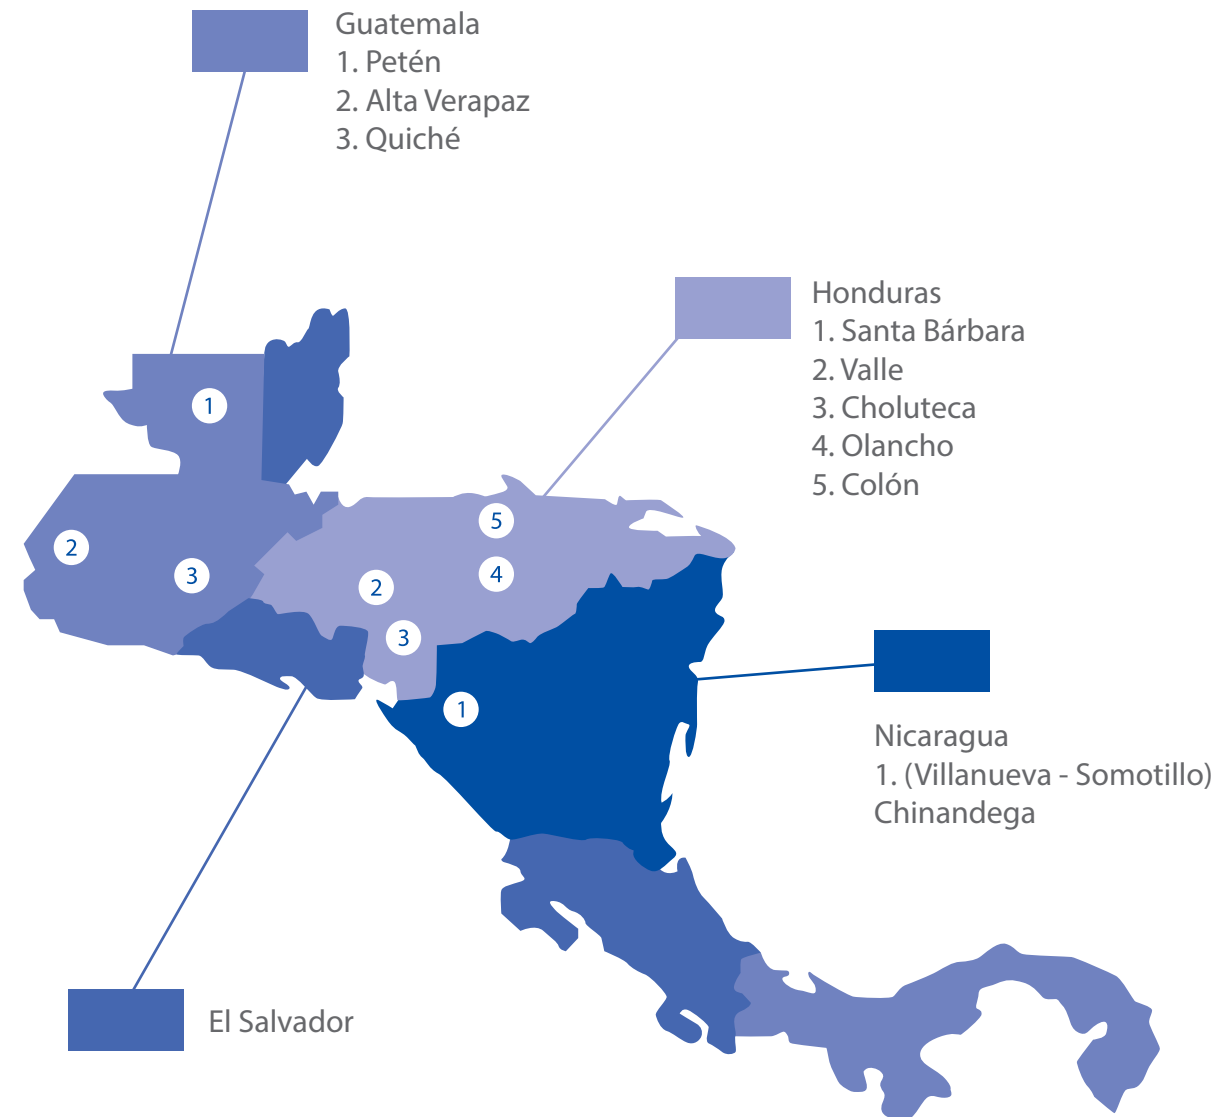 Guatemala
1. Petén
2. Alta Verapaz
3. Quiché
Honduras
1. Santa Bárbara
2. Valle
3. Choluteca
4. Olancho
5. Colón
1
5
2
3
2
4
3
1
Nicaragua
1. (Villanueva - Somotillo)
Chinandega
El Salvador